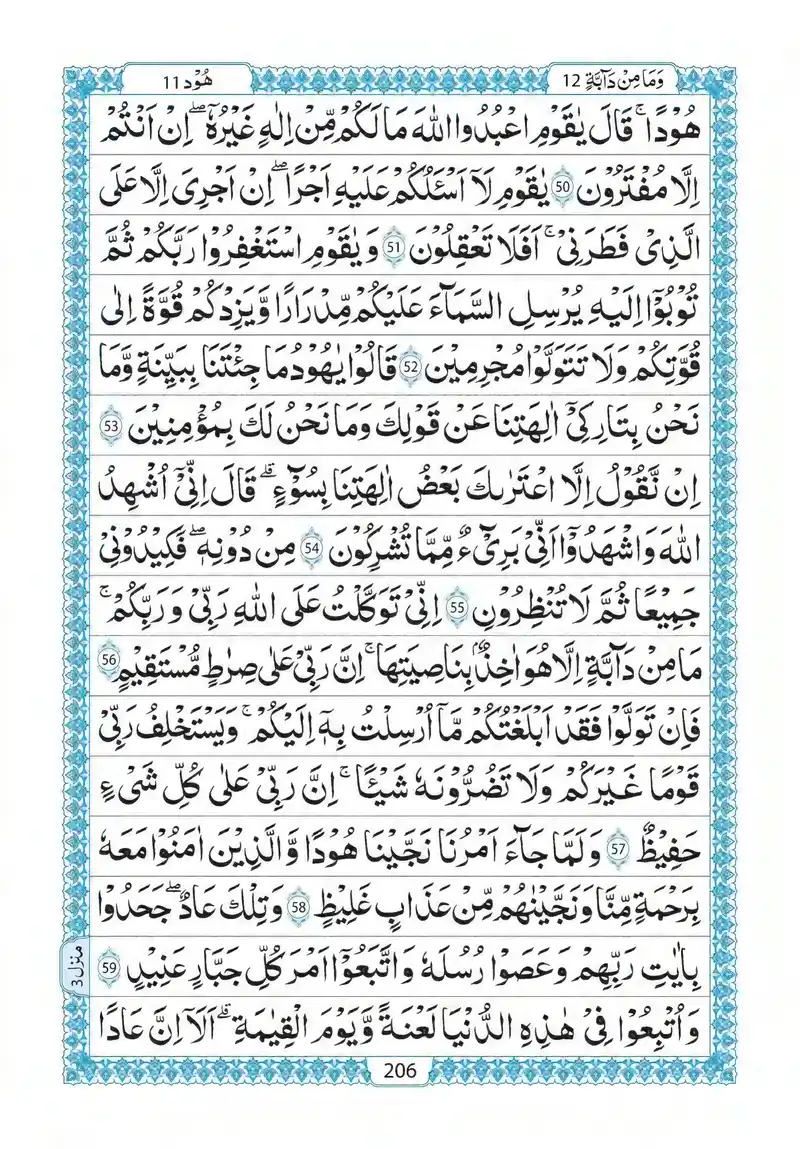 وَمَا مِنْ دَآبَّةٍ 12
هُوْد 11
هُوْدًا ۚ قَالَ يٰقَوْمِ اعْبُدُوا اللّٰهَ مَا لَكُمْ مِّنْ اِلٰهٍ غَيْرُهٗ ؕ اِنْ اَنْتُمْ
اِلَّا مُفْتَرُوْنَ 50 يٰقَوْمِ لَاۤ اَسْـَٔلُكُمْ عَلَيْهِ اَجْرًا ؕ اِنْ اَجْرِىَ اِلَّا عَلَى
الَّذِىْ فَطَرَنِىْ ۚ اَفَلَا تَعْقِلُوْنَ 51 وَ يٰقَوْمِ اسْتَغْفِرُوْا رَبَّكُمْ ثُمَّ
تُوْبُوْۤا اِلَيْهِ يُرْسِلِ السَّمَآءَ عَلَيْكُمْ مِّدْرَارًا وَّ يَزِدْكُمْ قُوَّةً اِلٰى
قُوَّتِكُمْ وَلَا تَتَوَلَّوْا مُجْرِمِيْنَ 52 قَالُوْا يٰهُوْدُ مَا جِئْتَنَا بِبَيِّنَةٍ وَّمَا
نَحْنُ بِتَارِكِىْۤ اٰلِهَتِنَا عَنْ قَوْلِكَ وَمَا نَحْنُ لَكَ بِمُؤْمِنِيْنَ 53
اِنْ نَّقُوْلُ اِلَّا اعْتَرٰىكَ بَعْضُ اٰلِهَتِنَا بِسُوْٓءٍ ؕ قَالَ اِنِّىْۤ اُشْهِدُ
اللّٰهَ وَاشْهَدُوْۤا اَنِّىْ بَرِىْٓءٌ مِّمَّا تُشْرِكُوْنَ 54 مِنْ دُوْنِهٖ ؕ فَكِيْدُوْنِىْ
جَمِيْعًا ثُمَّ لَا تُنْظِرُوْنِ 55 اِنِّىْ تَوَكَّلْتُ عَلَى اللّٰهِ رَبِّىْ وَ رَبِّكُمْ ؕ
مَا مِنْ دَآبَّةٍ اِلَّا هُوَ اٰخِذٌۢ بِنَاصِيَتِهَا ؕ اِنَّ رَبِّىْ عَلٰى صِرَاطٍ مُّسْتَقِيْمٍ 56
فَاِنْ تَوَلَّوْا فَقَدْ اَبْلَغْتُكُمْ مَّاۤ اُرْسِلْتُ بِهٖۤ اِلَيْكُمْ ؕ وَيَسْتَخْلِفُ رَبِّىْ
قَوْمًا غَيْرَكُمْ وَلَا تَضُرُّوْنَهٗ شَيْئًا ؕ اِنَّ رَبِّىْ عَلٰى كُلِّ شَىْءٍ
حَفِيْظٌ 57 وَلَمَّا جَآءَ اَمْرُنَا نَجَّيْنَا هُوْدًا وَّالَّذِيْنَ اٰمَنُوْا مَعَهٗ
بِرَحْمَةٍ مِّنَّا وَنَجَّيْنٰهُمْ مِّنْ عَذَابٍ غَلِيْظٍ 58 وَتِلْكَ عَادٌ ۙ جَحَدُوْا
بِاٰيٰتِ رَبِّهِمْ وَعَصَوْا رُسُلَهٗ وَاتَّبَعُوْۤا اَمْرَ كُلِّ جَبَّارٍ عَنِيْدٍ 59
وَاُتْبِعُوْا فِىْ هٰذِهِ الدُّنْيَا لَعْنَةً وَّيَوْمَ الْقِيٰمَةِ ؕ اَلَاۤ اِنَّ عَادًا
منزل 3
206